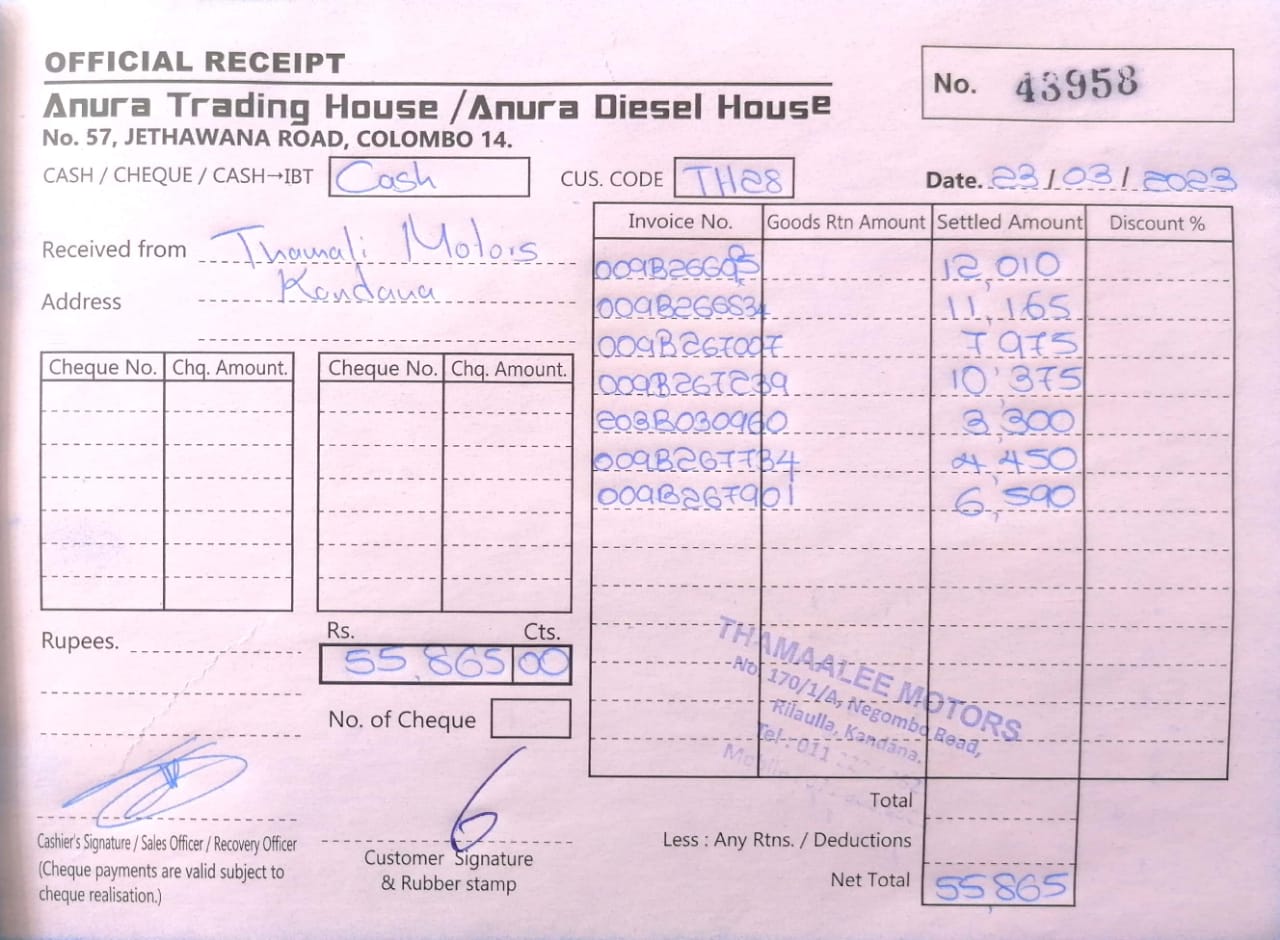 OFFICIAL RECEIPT
No. 43958
Anura Trading House / Anura Diesel House
No. 57, JETHAWANA ROAD, COLOMBO 14.
CASH / CHEQUE / CASH→IBT Cash CUS. CODE TH28 Date. 23 / 03 / 2023
Received from Thamali Motors
Address Kandana
Cheque No. Chq. Amount. Cheque No. Chq. Amount.
Invoice No. Goods Rtn Amount Settled Amount Discount %
12,010
009B266834 11,165
009B267007 7,975
009B267239 10,375
203B030960 3,300
009B267734 4,450
009B267901 6,590
Rupees. Rs. Cts.
55,865 00
No. of Cheque
THAMAALEE MOTORS
No. 170/1/A, Negombo Road,
Rilaulla, Kandana.
Tel : 011
Total
Less : Any Rtns. / Deductions
Net Total 55,865
Cashier's Signature / Sales Officer / Recovery Officer
(Cheque payments are valid subject to
cheque realisation.)
Customer Signature
& Rubber stamp